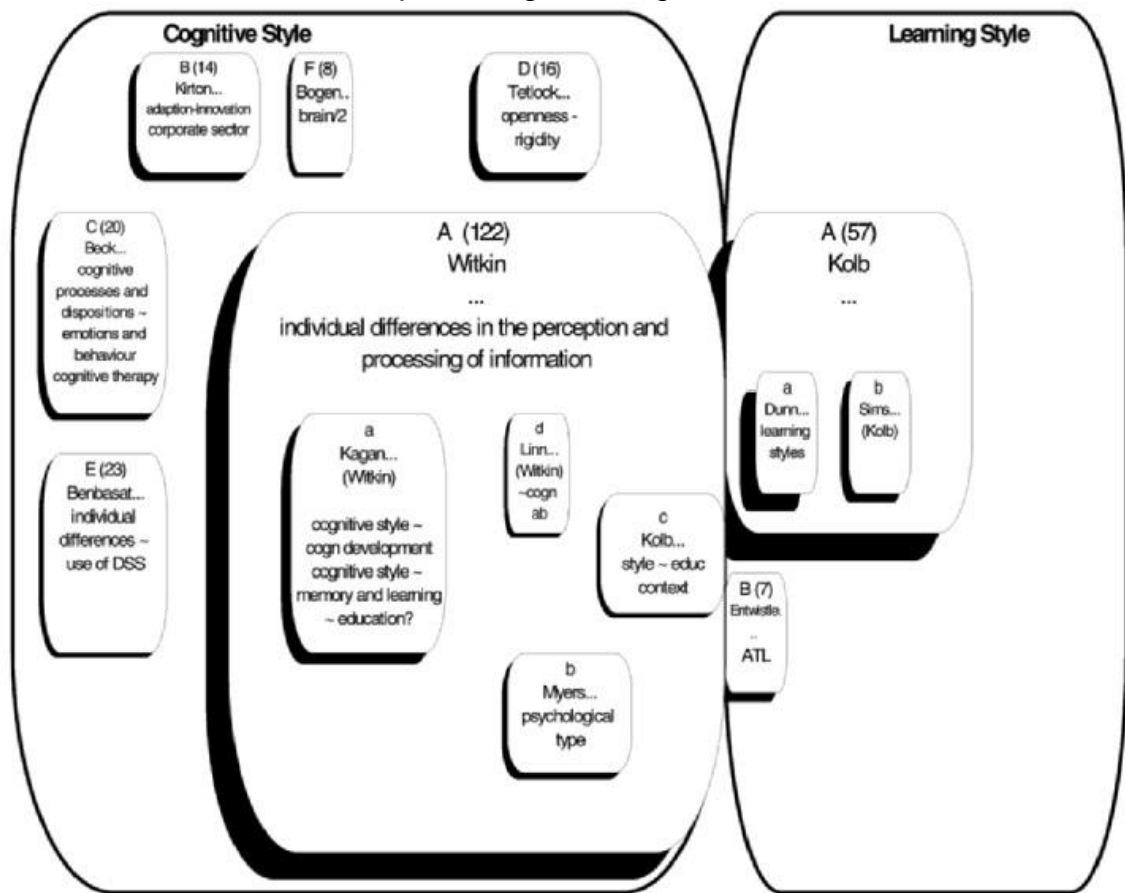 Cognitive Style
Learning Style
B (14)
Kirton...
adaption-innovation
corporate sector
F (8)
Bogen..
brain/2
D (16)
Tetlock...
openness -
rigidity
C (20)
Beck...
cognitive
processes and
dispositions ~
emotions and
behaviour
cognitive therapy
A (122)
Witkin
...
individual differences in the perception and
processing of information
A (57)
Kolb
...
a
Dunn...
learning
styles
b
Sims...
(Kolb)
a
Kagan...
(Witkin)
cognitive style ~
cogn development
cognitive style ~
memory and learning
~ education?
d
Linn...
(Witkin)
~cogn
ab
E (23)
Benbasat...
individual
differences ~
use of DSS
c
Kolb...
style ~ educ
context
B (7)
Entwistle.
..
ATL
b
Myers...
psychological
type